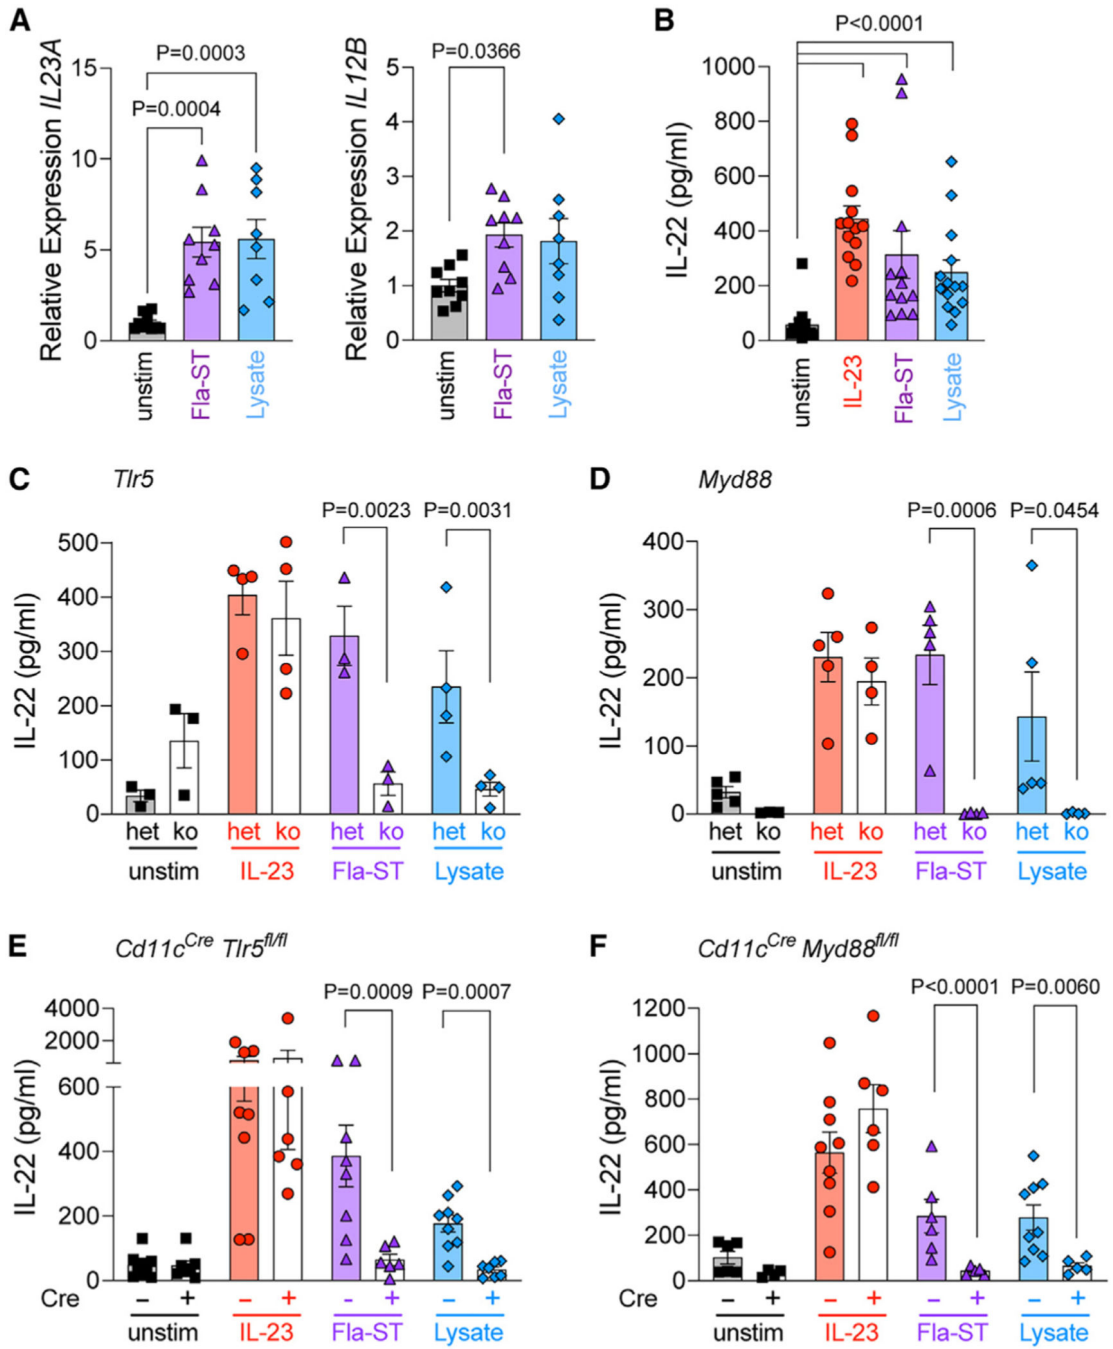 A
Relative Expression IL23A
P=0.0003
P=0.0004
15
10
5
0
unstim
Fla-ST
Lysate
Relative Expression IL12B
P=0.0366
5
4
3
2
1
0
unstim
Fla-ST
Lysate
B
P<0.0001
IL-22 (pg/ml)
1000
800
600
400
200
0
unstim
IL-23
Fla-ST
Lysate
C
Tlr5
P=0.0023 P=0.0031
IL-22 (pg/ml)
500
400
300
200
100
0
het ko het ko het ko het ko
unstim IL-23 Fla-ST Lysate
D
Myd88
P=0.0006 P=0.0454
IL-22 (pg/ml)
400
300
200
100
0
het ko het ko het ko het ko
unstim IL-23 Fla-ST Lysate
E
Cd11cCre Tlr5fl/fl
P=0.0009 P=0.0007
IL-22 (pg/ml)
4000
2000
600
400
200
0
Cre − + − + − + − +
unstim IL-23 Fla-ST Lysate
F
Cd11cCre Myd88fl/fl
P<0.0001 P=0.0060
IL-22 (pg/ml)
1200
1000
800
600
400
200
0
Cre − + − + − + − +
unstim IL-23 Fla-ST Lysate